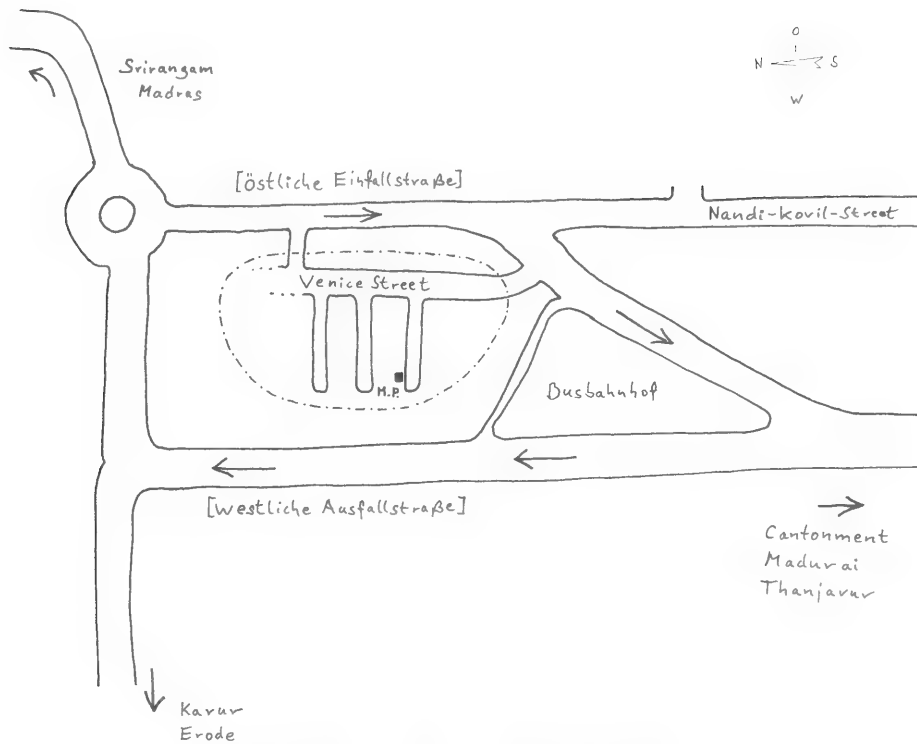 O
N S
W
Srirangam
Madras
[östliche Einfallstraße]
Nandi-Kovil-Street
Venice Street
M.P.
Busbahnhof
[westliche Ausfallstraße]
Cantonment
Madurai
Thanjavur
Karur
Erode